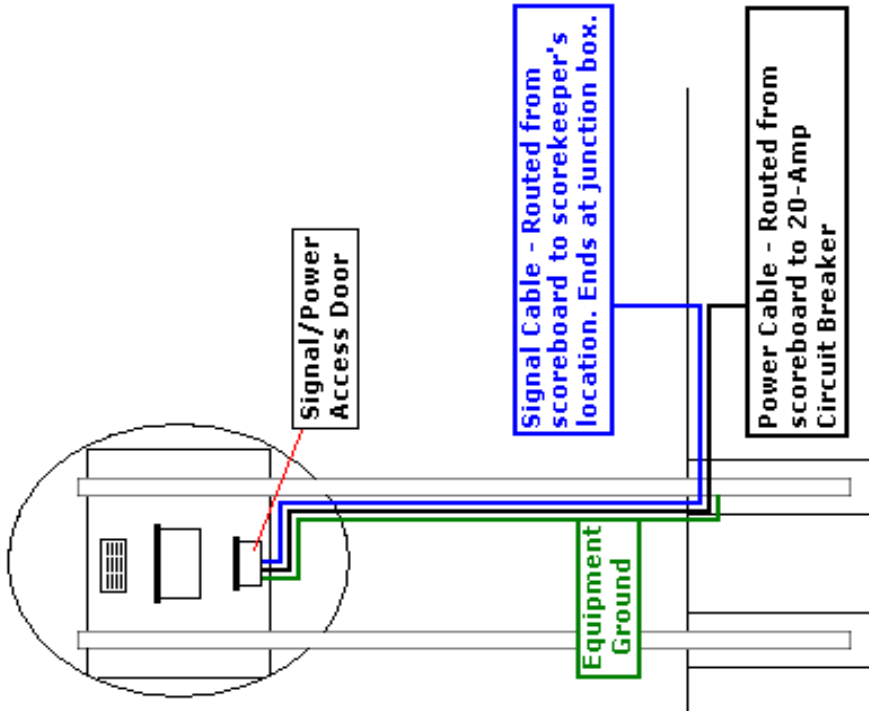 Signal/Power
Access Door
Signal Cable - Routed from
scoreboard to scorekeeper's
location. Ends at junction box.
Equipment
Ground
Power Cable - Routed from
scoreboard to 20-Amp
Circuit Breaker